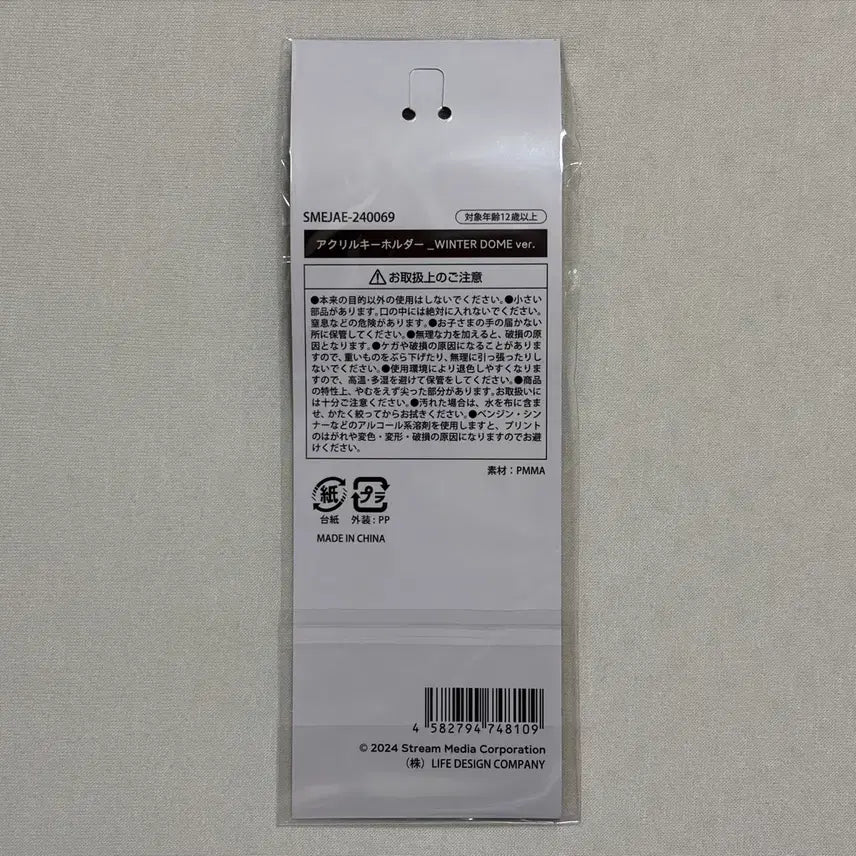 SMEJAE-240069
対象年齢12歳以上
アクリルキーホルダー _WINTER DOME ver.
お取扱上のご注意
●本来の目的以外の使用はしないでください。●小さい
部品があります。口の中には絶対に入れないでください。
窒息などの危険があります。●お子さまの手の届かない
所に保管してください。●無理な力を加えると、破損の原
因となります。●ケガや破損の原因になることがありま
すので、重いものをぶら下げたり、無理に引っ張ったりし
ないでください。●使用環境により退色しやすくなりま
すので、高温・多湿を避けて保管をしてください。●商品
の特性上、やむをえず尖った部分があります。お取扱いに
は十分ご注意ください。●汚れた場合は、水を布に含ま
せ、かたく絞ってからお拭きください。●ベンジン・シン
ナーなどのアルコール系溶剤を使用しますと、プリント
のはがれや変色・変形・破損の原因になりますのでお避
けください。
素材：PMMA
紙 プラ
台紙 外装：PP
MADE IN CHINA
4 582794 748109
© 2024 Stream Media Corporation
（株） LIFE DESIGN COMPANY